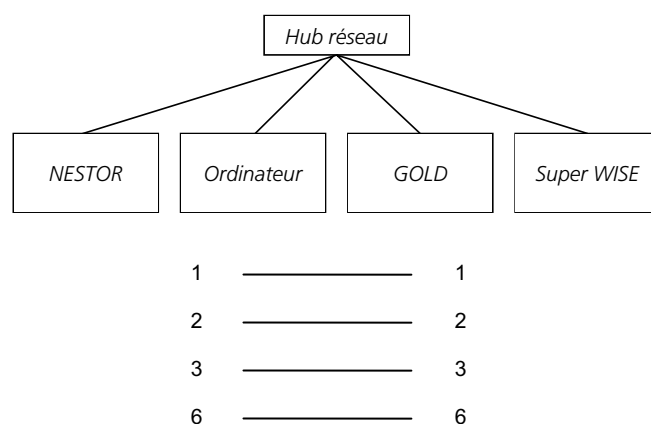 Hub réseau
NESTOR Ordinateur GOLD Super WISE
1 1
2 2
3 3
6 6